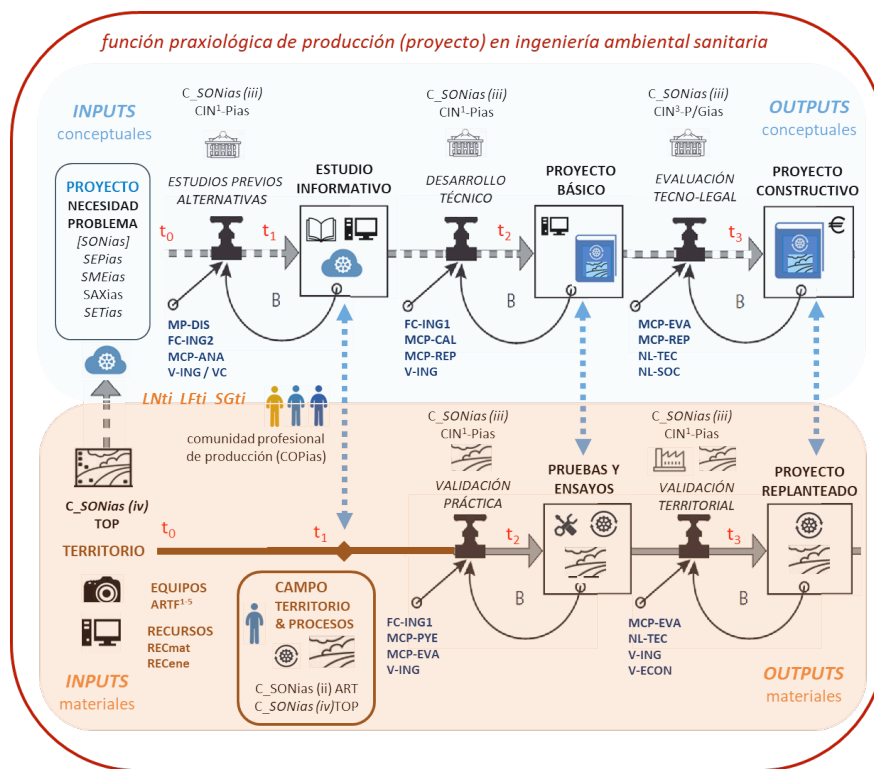 función praxiológica de producción (proyecto) en ingeniería ambiental sanitaria
INPUTS
conceptuales
C_SONias (iii)
CIN¹-Pias
C_SONias (iii)
CIN¹-Pias
C_SONias (iii)
CIN³-P/Gias
OUTPUTS
conceptuales
PROYECTO
NECESIDAD
PROBLEMA
[SONias]
SEPias
SMEias
SAXias
SETias
ESTUDIOS PREVIOS
ALTERNATIVAS
ESTUDIO
INFORMATIVO
DESARROLLO
TÉCNICO
PROYECTO
BÁSICO
EVALUACIÓN
TECNO-LEGAL
PROYECTO
CONSTRUCTIVO
t0
t1
t2
t3
€
B
B
B
MP-DIS
FC-ING2
MCP-ANA
V-ING / VC
FC-ING1
MCP-CAL
MCP-REP
V-ING
MCP-EVA
MCP-REP
NL-TEC
NL-SOC
LNti LFti SGti
comunidad profesional
de producción (COPias)
C_SONias (iii)
CIN¹-Pias
C_SONias (iii)
CIN¹-Pias
VALIDACIÓN
PRÁCTICA
PRUEBAS Y
ENSAYOS
VALIDACIÓN
TERRITORIAL
PROYECTO
REPLANTEADO
C_SONias (iv)
TOP
TERRITORIO
t0
t1
t2
t3
B
B
EQUIPOS
ARTF¹⁻⁵
RECURSOS
RECmat
RECene
CAMPO
TERRITORIO
& PROCESOS
C_SONias (ii) ART
C_SONias (iv)TOP
FC-ING1
MCP-PYE
MCP-EVA
V-ING
MCP-EVA
NL-TEC
V-ING
V-ECON
INPUTS
materiales
OUTPUTS
materiales